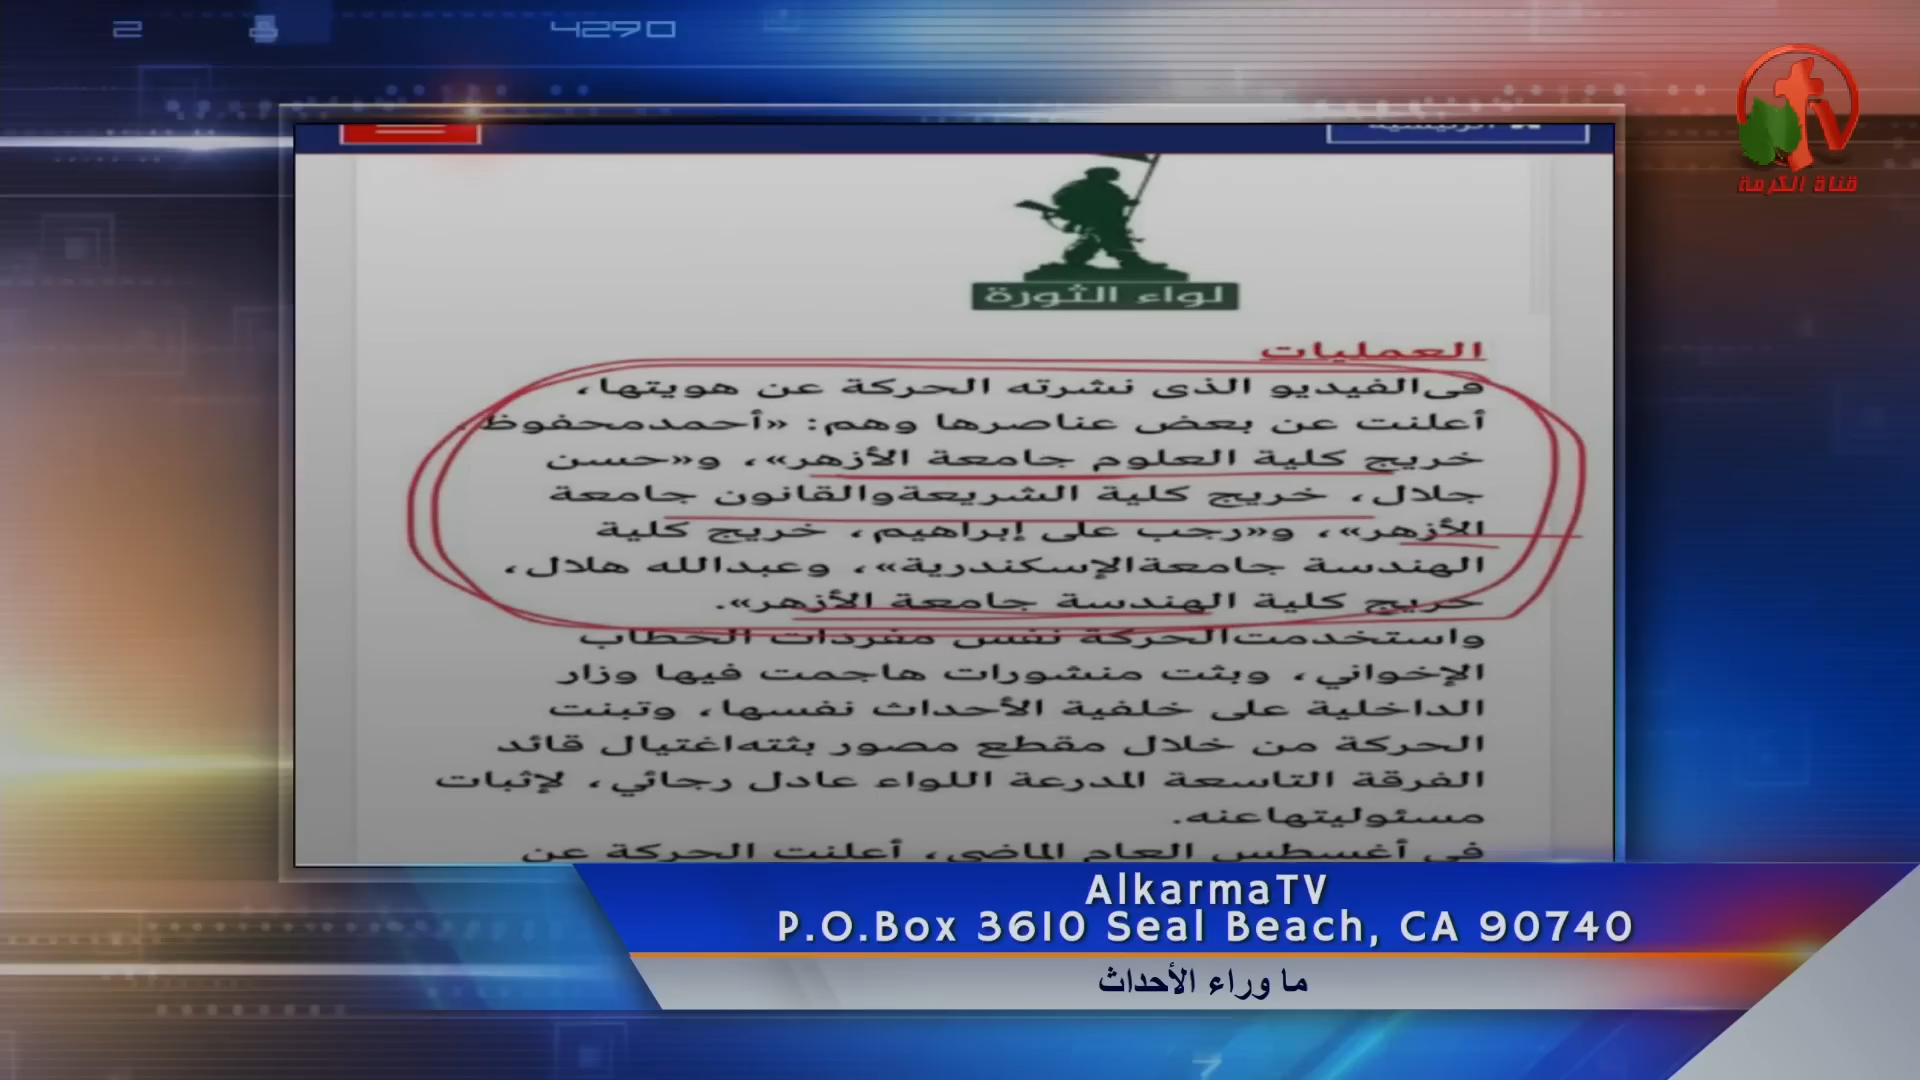 4290
قناة الكرمة
الرئيسية
لواء الثورة
العمليات
فى الفيديو الذى نشرته الحركة عن هويتها،
أعلنت عن بعض عناصرها وهم: «أحمدمحفوظ
خريج كلية العلوم جامعة الأزهر»، و«حسن
جلال، خريج كلية الشريعةوالقانون جامعة
الأزهر»، و«رجب على إبراهيم، خريج كلية
الهندسة جامعةالإسكندرية»، وعبدالله هلال،
خريج كلية الهندسة جامعة الأزهر».
واستخدمتالحركة نفس مفردات الخطاب
الإخواني، وبثت منشورات هاجمت فيها وزار
الداخلية على خلفية الأحداث نفسها، وتبنت
الحركة من خلال مقطع مصور بثتهاغتيال قائد
الفرقة التاسعة المدرعة اللواء عادل رجائي، لإثبات
مسئوليتهاعنه.
فى أغسطس العام الماضى، أعلنت الحركة عن
AlkarmaTV
P.O.Box 3610 Seal Beach, CA 90740
ما وراء الأحداث